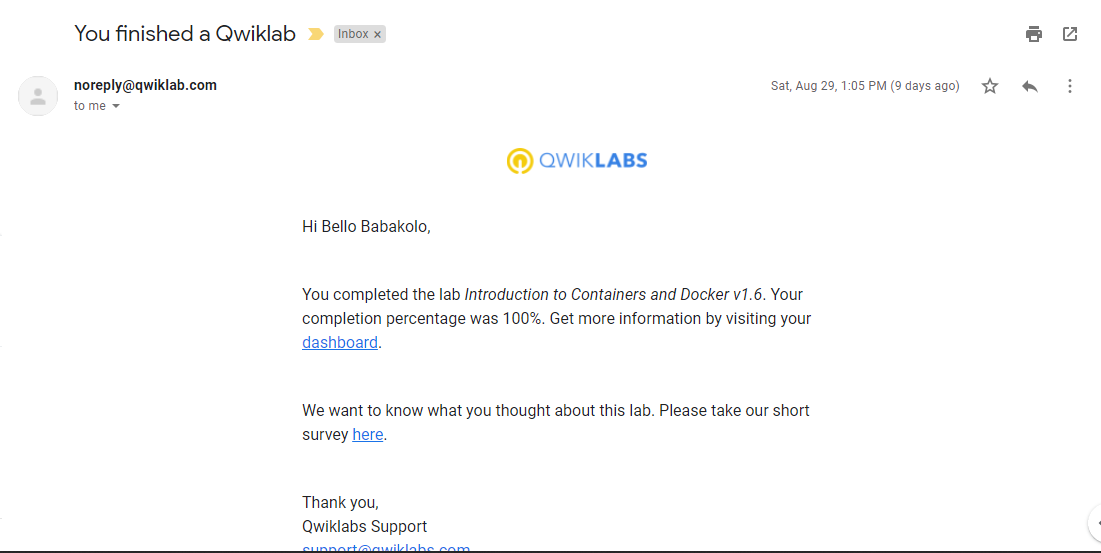 You finished a Qwiklab
Inbox x
noreply@qwiklab.com
Sat, Aug 29, 1:05 PM (9 days ago)
to me
QWIKLABS
Hi Bello Babakolo,
You completed the lab Introduction to Containers and Docker v1.6. Your
completion percentage was 100%. Get more information by visiting your
dashboard.
We want to know what you thought about this lab. Please take our short
survey here.
Thank you,
Qwiklabs Support
support@qwiklabs.com